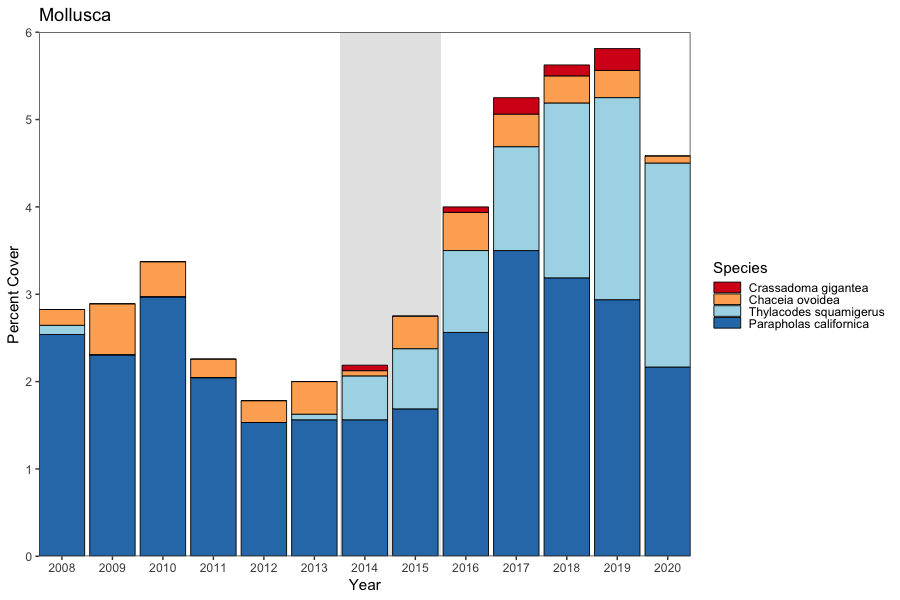 Mollusca
6
5
4
3
2
1
0
Percent Cover
2008 2009 2010 2011 2012 2013 2014 2015 2016 2017 2018 2019 2020
Year
Species
Crassadoma gigantea
Chaceia ovoidea
Thylacodes squamigerus
Parapholas californica